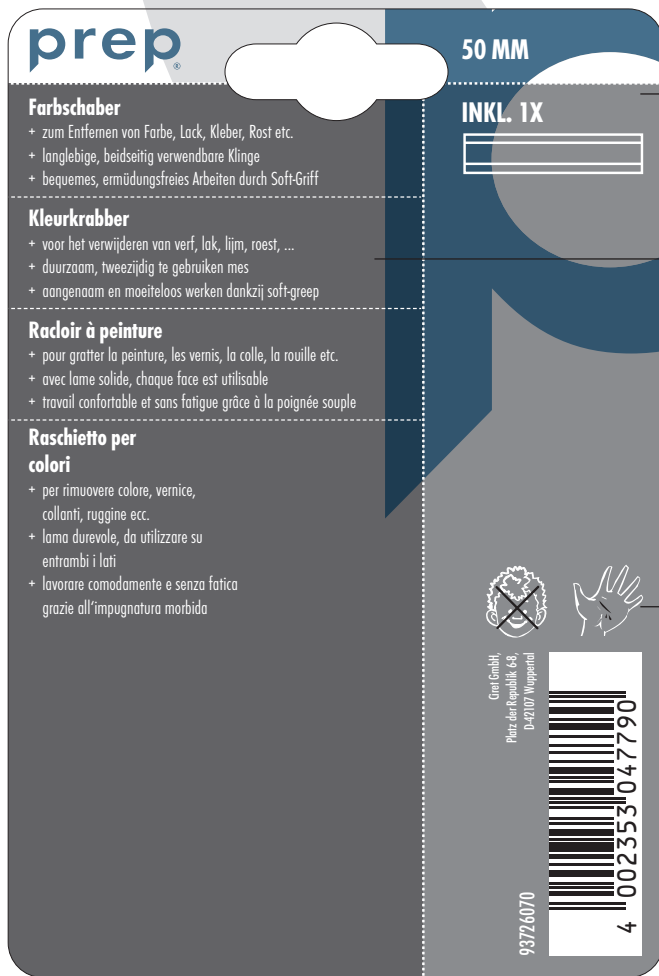 prep®
50 MM
INKL. 1X
Farbschaber
+ zum Entfernen von Farbe, Lack, Kleber, Rost etc.
+ langlebige, beidseitig verwendbare Klinge
+ bequemes, ermüdungsfreies Arbeiten durch Soft-Griff
Kleurkrabber
+ voor het verwijderen van verf, lak, lijm, roest, ...
+ duurzaam, tweezijdig te gebruiken mes
+ aangenaam en moeiteloos werken dankzij soft-greep
Racloir à peinture
+ pour gratter la peinture, les vernis, la colle, la rouille etc.
+ avec lame solide, chaque face est utilisable
+ travail confortable et sans fatigue grâce à la poignée souple
Raschietto per
colori
+ per rimuovere colore, vernice,
collanti, ruggine ecc.
+ lama durevole, da utilizzare su
entrambi i lati
+ lavorare comodamente e senza fatica
grazie all'impugnatura morbida
Ciret GmbH,
Platz der Republik 6-8,
D-42107 Wuppertal
93726070
4 002353 047790